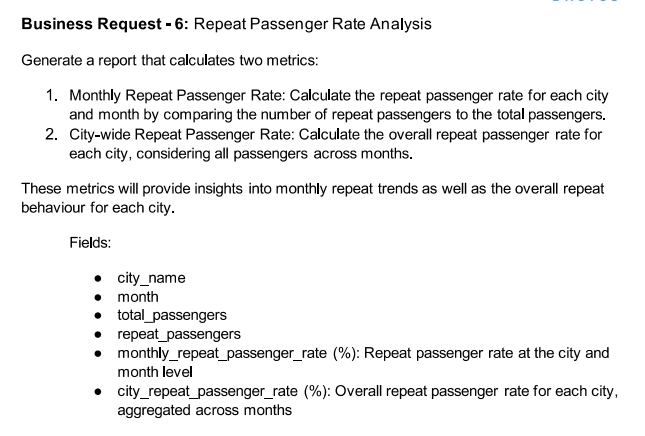 Business Request - 6: Repeat Passenger Rate Analysis
Generate a report that calculates two metrics:
1. Monthly Repeat Passenger Rate: Calculate the repeat passenger rate for each city
and month by comparing the number of repeat passengers to the total passengers.
2. City-wide Repeat Passenger Rate: Calculate the overall repeat passenger rate for
each city, considering all passengers across months.
These metrics will provide insights into monthly repeat trends as well as the overall repeat
behaviour for each city.
Fields:
● city_name
● month
● total_passengers
● repeat_passengers
● monthly_repeat_passenger_rate (%): Repeat passenger rate at the city and
month level
● city_repeat_passenger_rate (%): Overall repeat passenger rate for each city,
aggregated across months